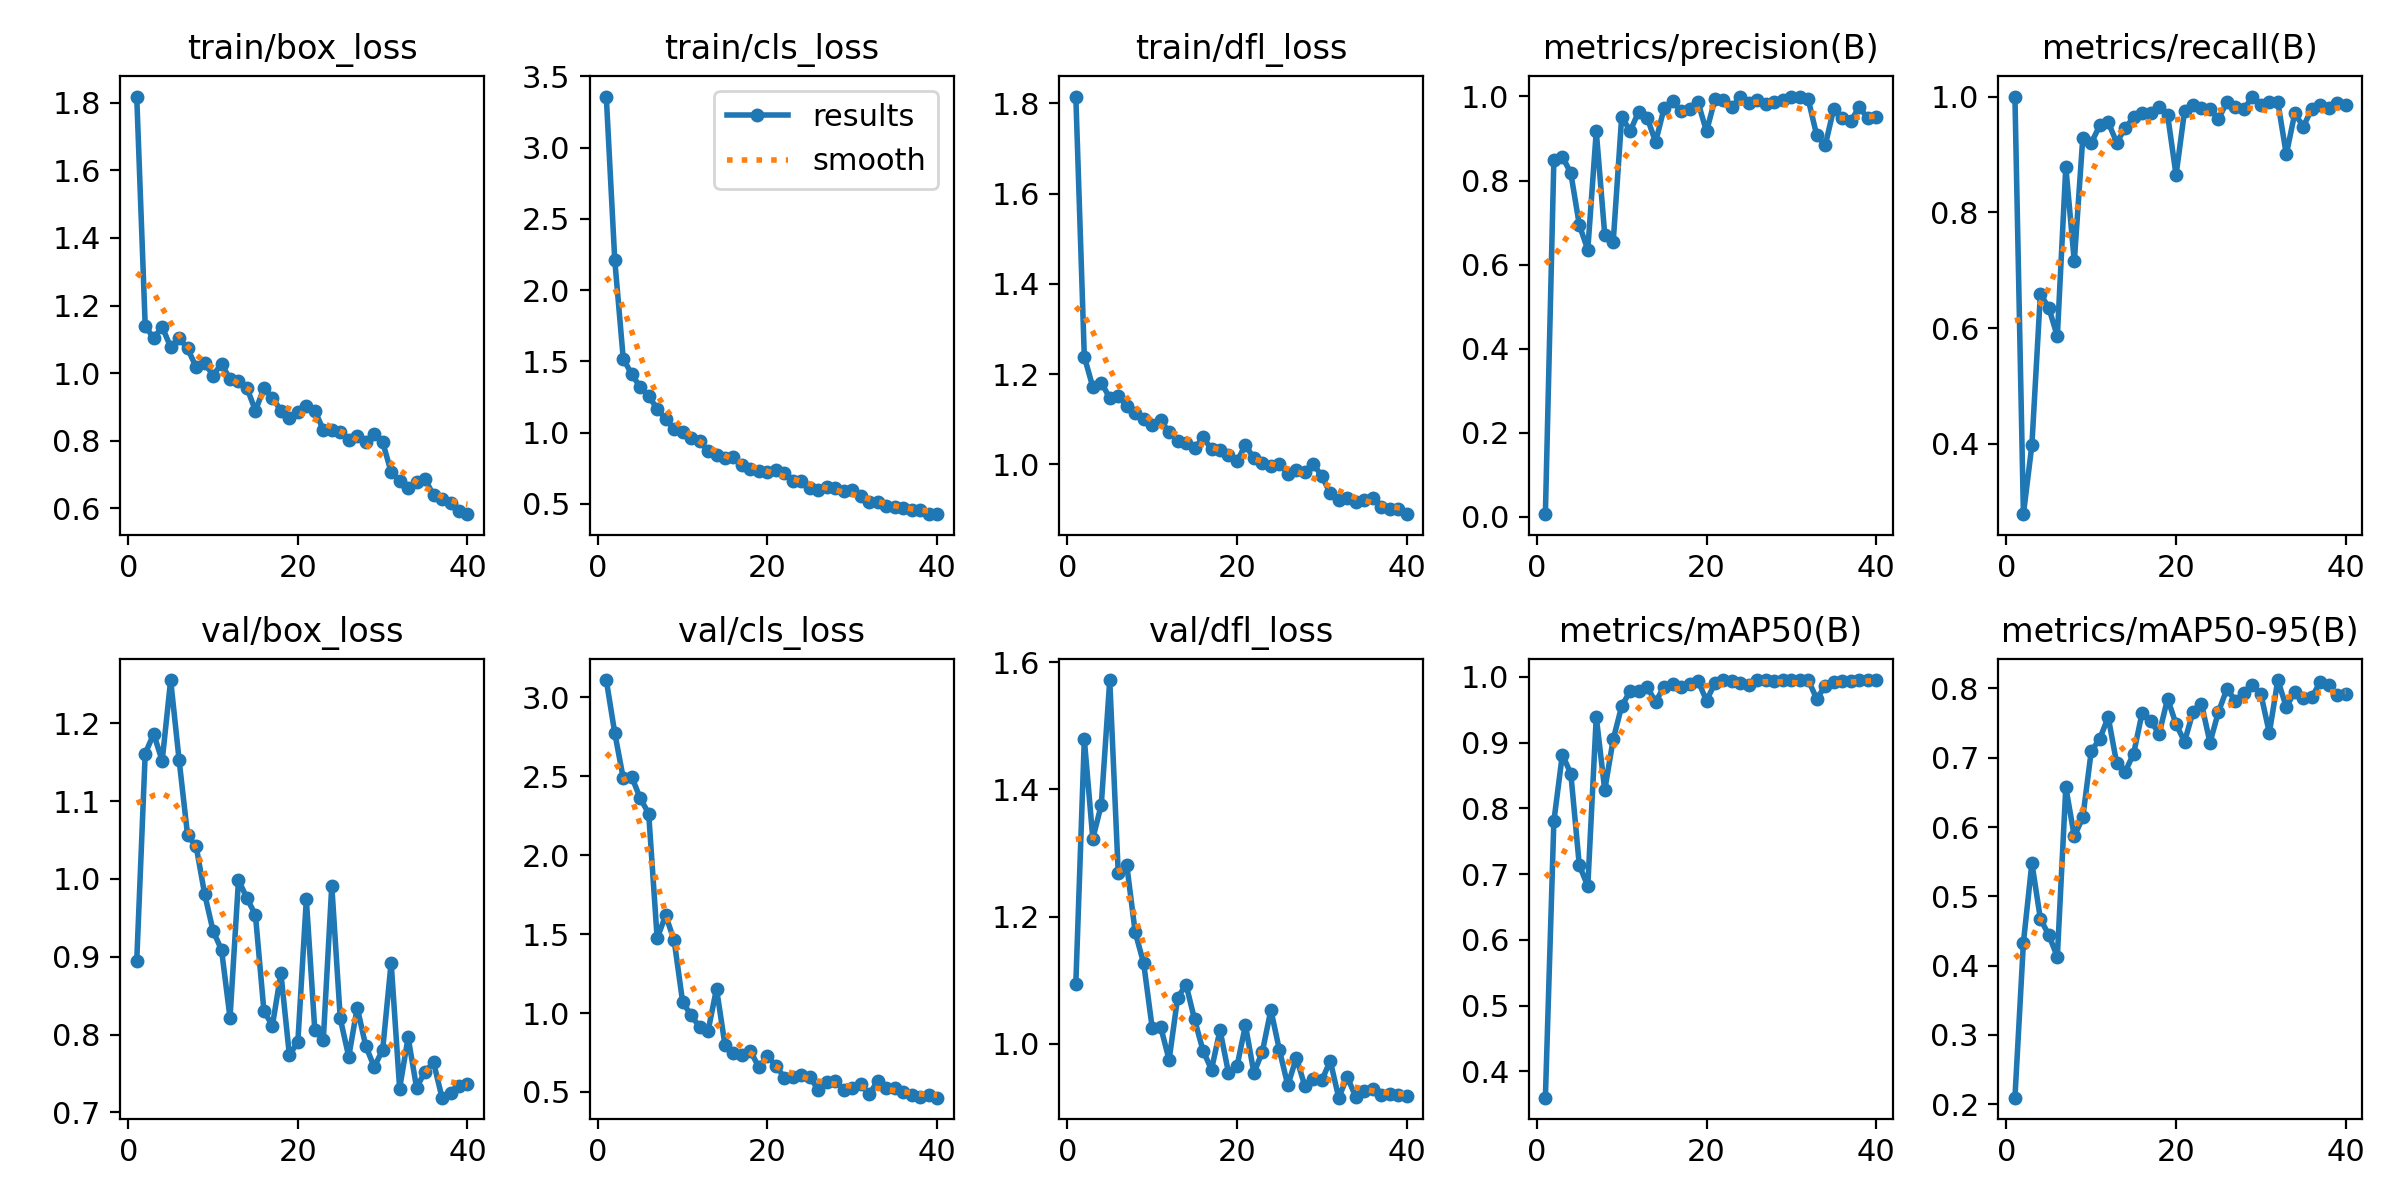 train/box_loss
1.8
1.6
1.4
1.2
1.0
0.8
0.6
0 20 40
train/cls_loss
3.5
3.0
2.5
2.0
1.5
1.0
0.5
results
smooth
0 20 40
train/dfl_loss
1.8
1.6
1.4
1.2
1.0
0 20 40
metrics/precision(B)
1.0
0.8
0.6
0.4
0.2
0.0
0 20 40
metrics/recall(B)
1.0
0.8
0.6
0.4
0 20 40
val/box_loss
1.2
1.1
1.0
0.9
0.8
0.7
0 20 40
val/cls_loss
3.0
2.5
2.0
1.5
1.0
0.5
0 20 40
val/dfl_loss
1.6
1.4
1.2
1.0
0 20 40
metrics/mAP50(B)
1.0
0.9
0.8
0.7
0.6
0.5
0.4
0 20 40
metrics/mAP50-95(B)
0.8
0.7
0.6
0.5
0.4
0.3
0.2
0 20 40